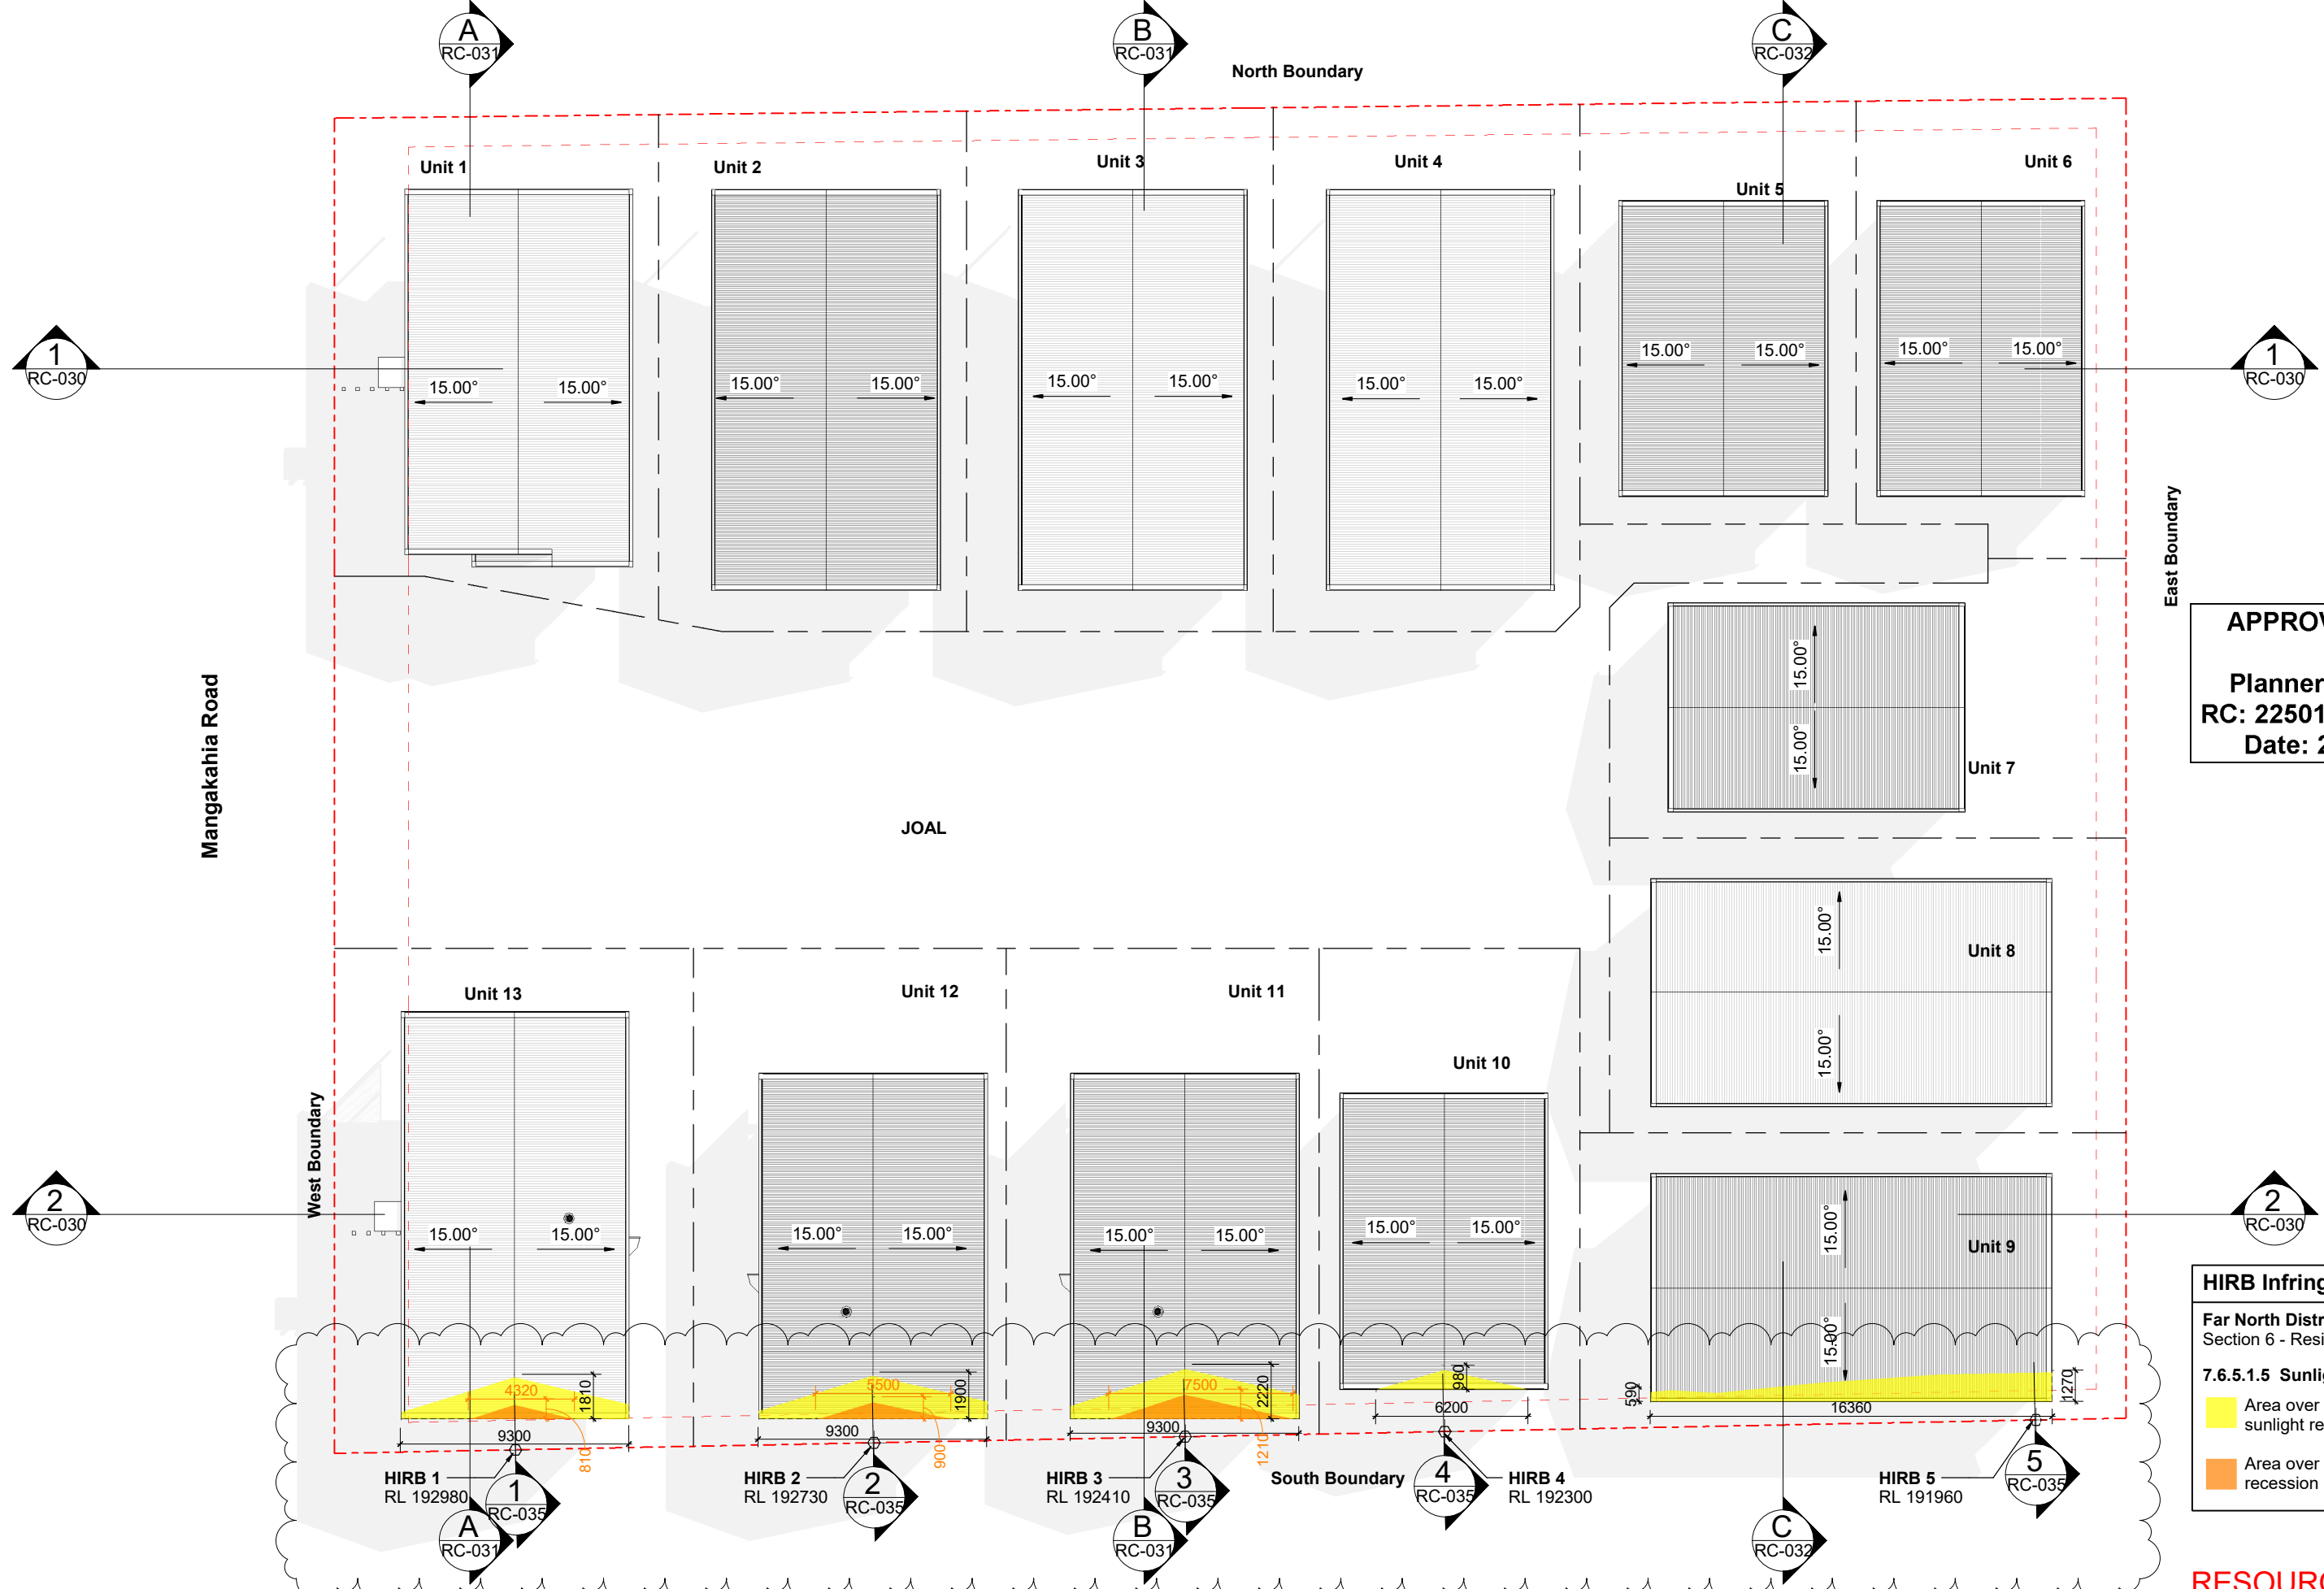 A
RC-031
B
RC-031
C
RC-032
North Boundary
Unit 1
Unit 2
Unit 3
Unit 4
Unit 5
Unit 6
1
RC-030
15.00°
15.00°
15.00°
15.00°
15.00°
15.00°
15.00°
15.00°
15.00°
15.00°
15.00°
15.00°
1
RC-030
East Boundary
APPROV
Planner
RC: 22501
Date: 2
15.00°
15.00°
Unit 7
Mangakahia Road
JOAL
15.00°
15.00°
Unit 8
Unit 13
Unit 12
Unit 11
Unit 10
West Boundary
2
RC-030
15.00°
15.00°
15.00°
15.00°
15.00°
15.00°
15.00°
15.00°
15.00°
15.00°
Unit 9
2
RC-030
HIRB Infring
Far North Distr
Section 6 - Resi
7.6.5.1.5 Sunlig
Area over
sunlight re
Area over
recession
4320
1810
9300
810
5500
1900
9300
900
7500
2220
9300
1210
980
6200
590
16360
1270
HIRB 1
RL 192980
1
RC-035
HIRB 2
RL 192730
2
RC-035
HIRB 3
RL 192410
3
RC-035
South Boundary
4
RC-035
HIRB 4
RL 192300
HIRB 5
RL 191960
5
RC-035
A
RC-031
B
RC-031
C
RC-032
RESOURC